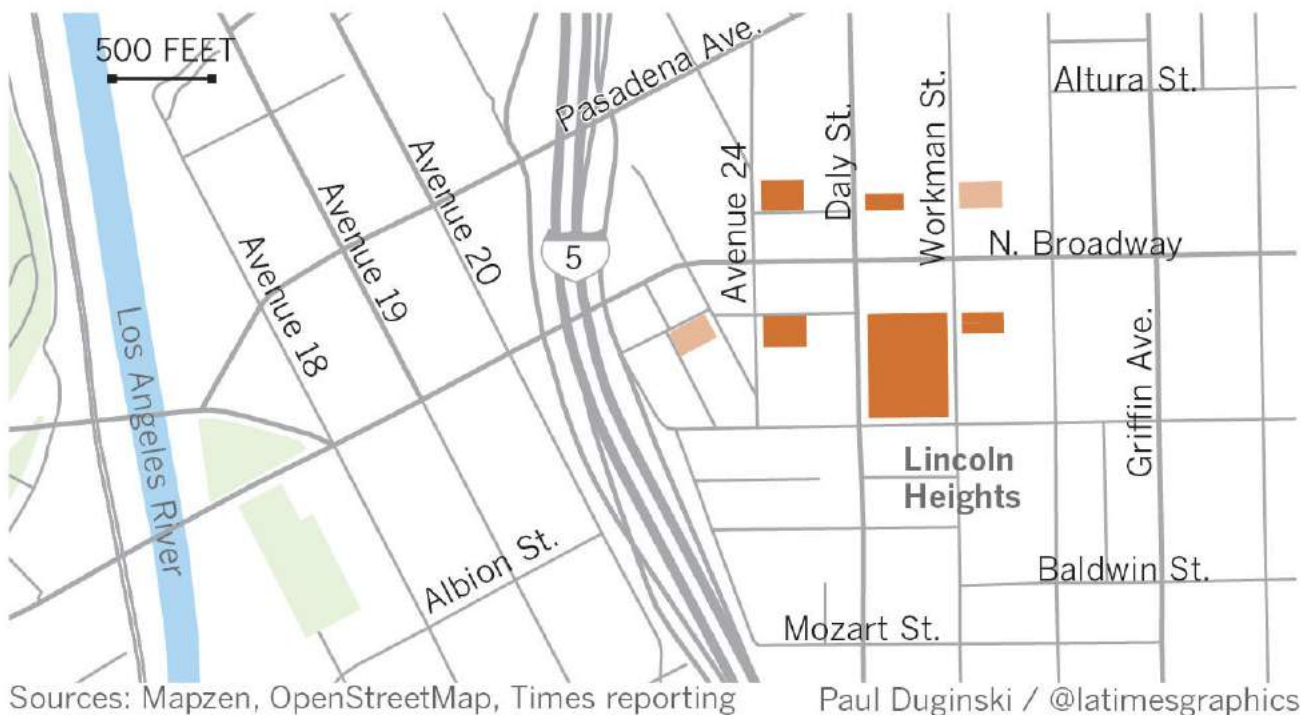 500 FEET
Pasadena Ave.
Altura St.
Avenue 24
Daly St.
Workman St.
Avenue 20
Avenue 19
Avenue 18
5
N. Broadway
Los Angeles River
Griffin Ave.
Lincoln
Heights
Albion St.
Baldwin St.
Mozart St.
Sources: Mapzen, OpenStreetMap, Times reporting
Paul Duginski / @latimesgraphics